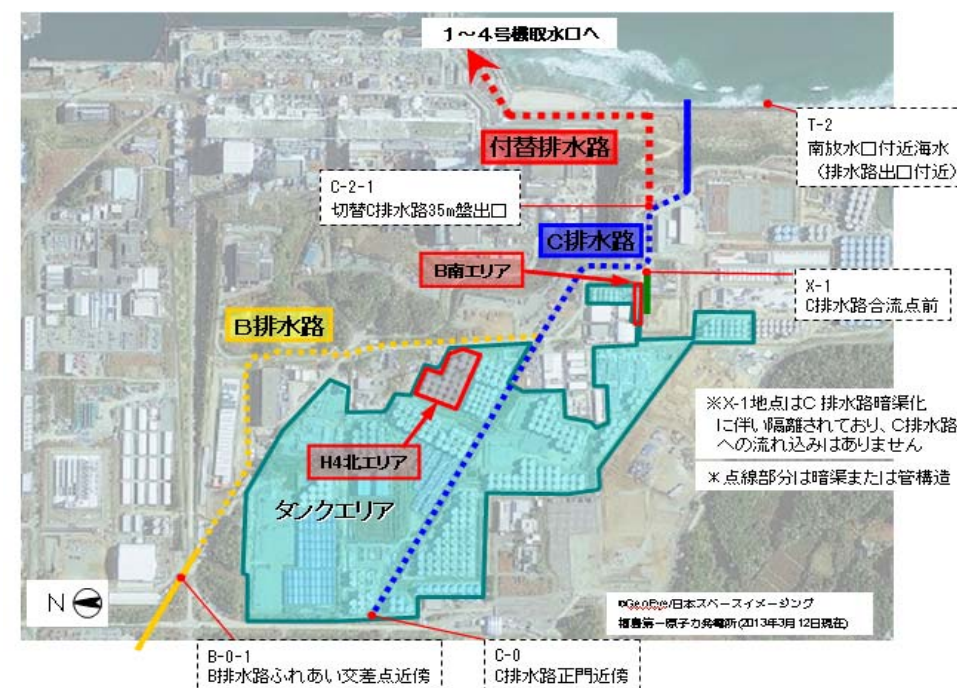 1～4号機取水口へ
T-2
南放水口付近海水
（排水路出口付近）
付替排水路
C-2-1
切替C排水路35m盤出口
C排水路
B南エリア
X-1
C排水路合流点前
B排水路
※X-1地点はC排水路暗渠化
に伴い隔離されており、C排水路
への流れ込みはありません
H4北エリア
＊点線部分は暗渠または管構造
タンクエリア
N
©GeoEye/日本スペースイメージング
福島第一原子力発電所(2013年3月12日現在)
B-0-1
B排水路ふれあい交差点近傍
C-0
C排水路正門近傍